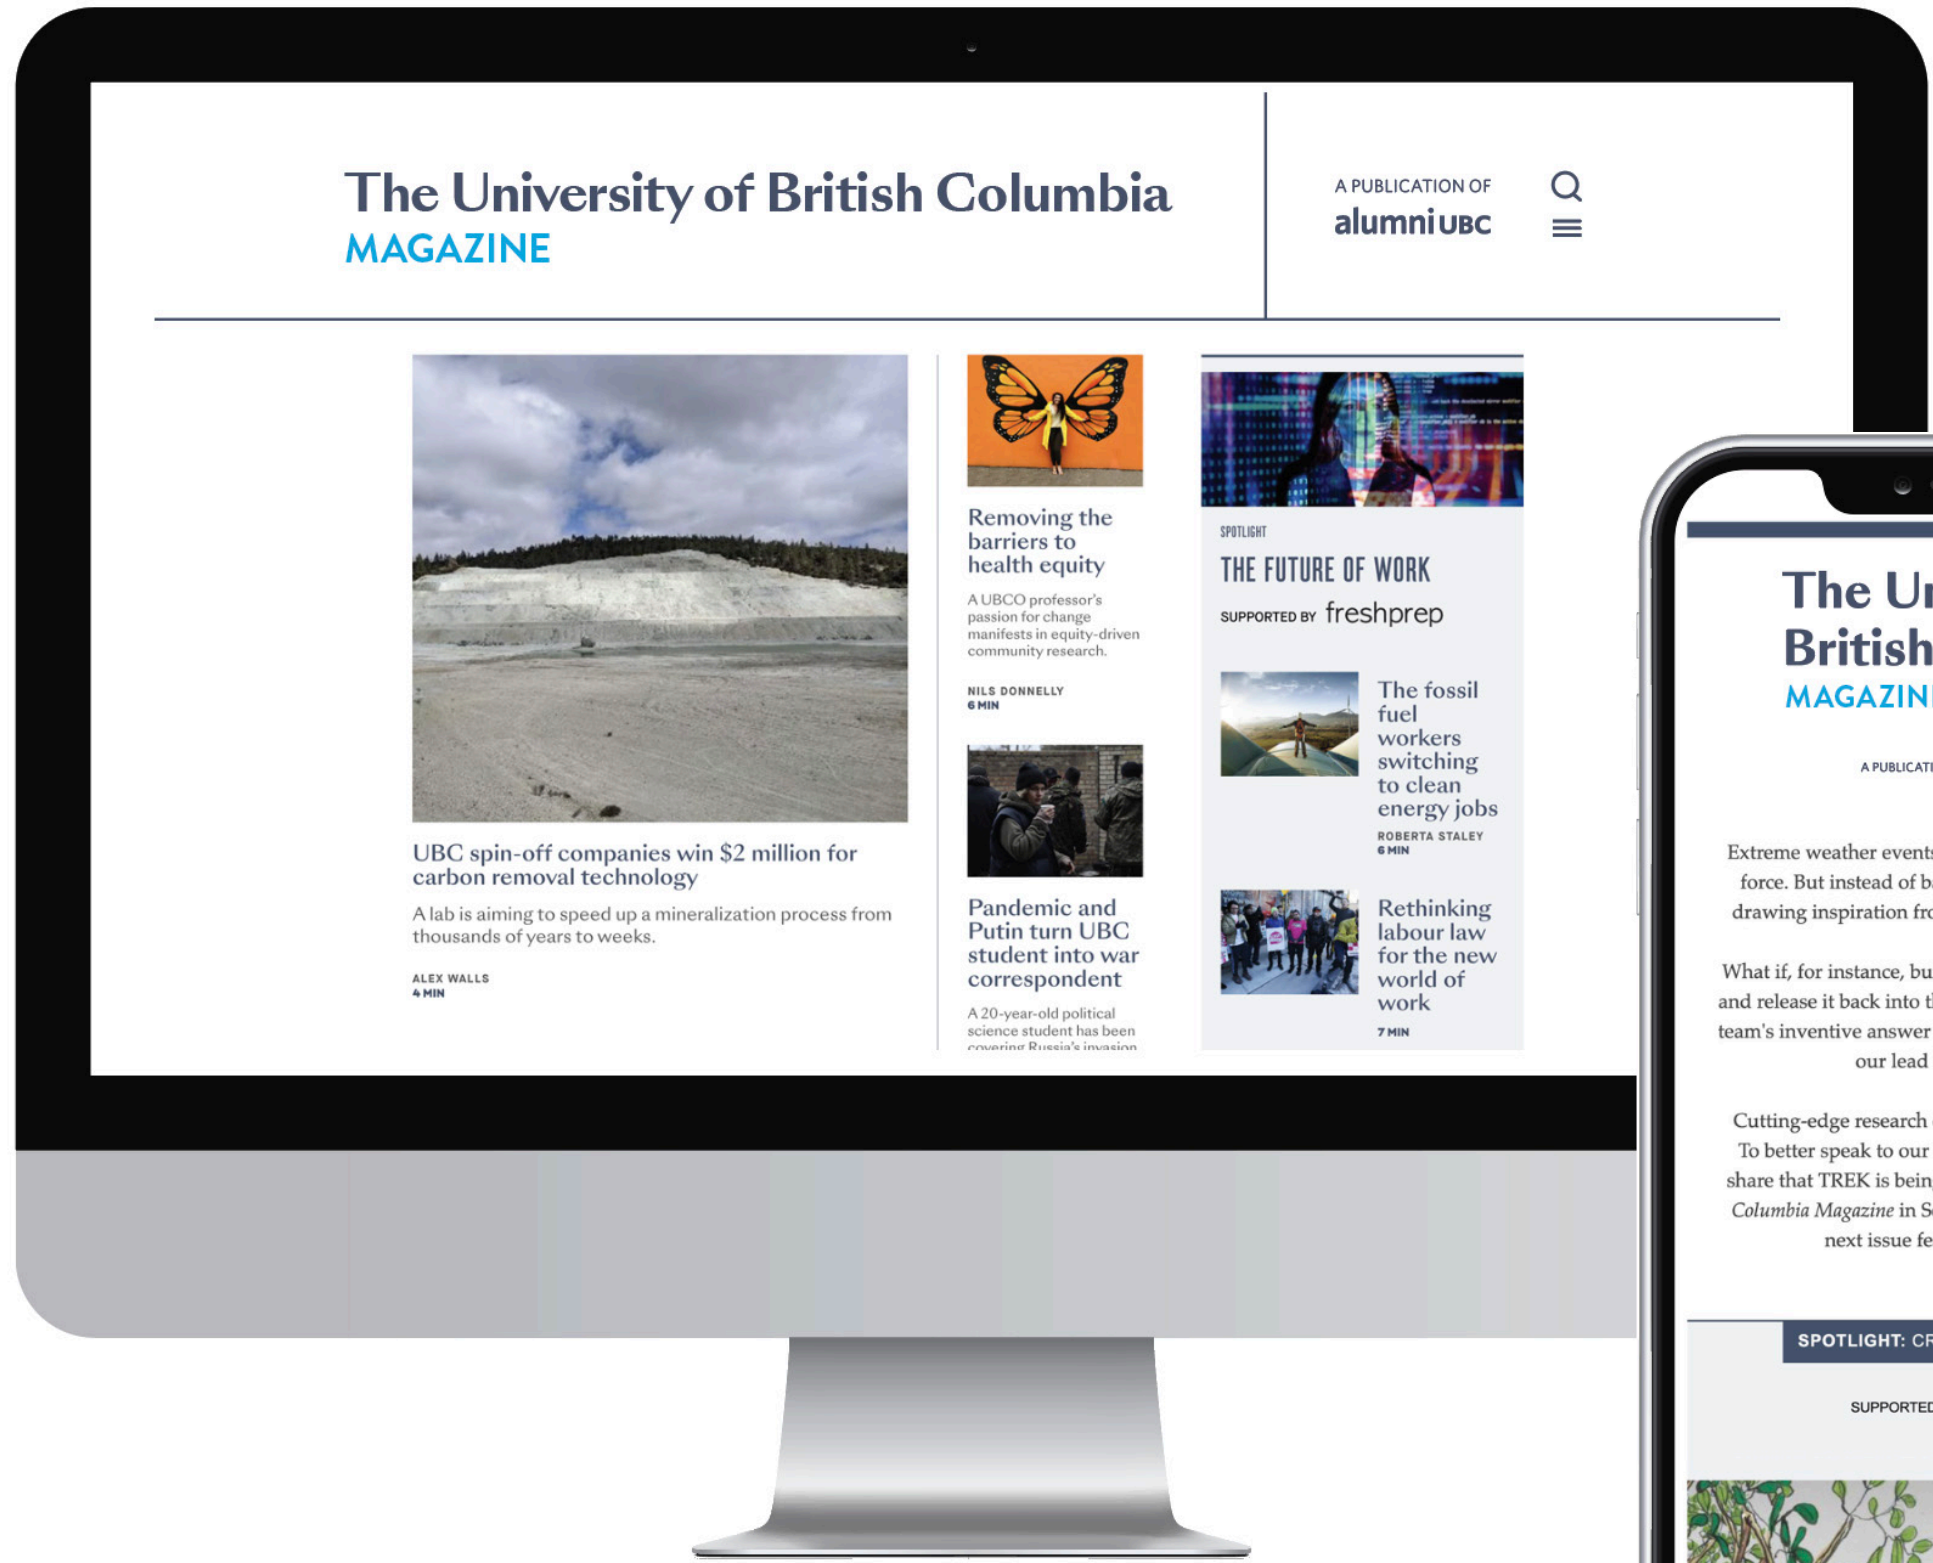 The University of British Columbia
MAGAZINE
A PUBLICATION OF
alumni UBC
UBC spin-off companies win $2 million for
carbon removal technology
A lab is aiming to speed up a mineralization process from
thousands of years to weeks.
ALEX WALLS
4 MIN
Removing the
barriers to
health equity
A UBCO professor's
passion for change
manifests in equity-driven
community research.
NILS DONNELLY
6 MIN
Pandemic and
Putin turn UBC
student into war
correspondent
A 20-year-old political
science student has been
covering Russia's invasion
SPOTLIGHT
THE FUTURE OF WORK
SUPPORTED BY freshprep
The fossil
fuel
workers
switching
to clean
energy jobs
ROBERTA STALEY
6 MIN
Rethinking
labour law
for the new
world of
work
7 MIN
The
British
MAGAZIN
A
Extreme weather events
force. But instead of
drawing inspiration
What if, for instance,
and release it back into
team's inventive answer
our lead
Cutting-edge research
To better speak to our
share that TREK is
Columbia Magazine in
next issue
SPOTLIGHT:
SUPPORTED